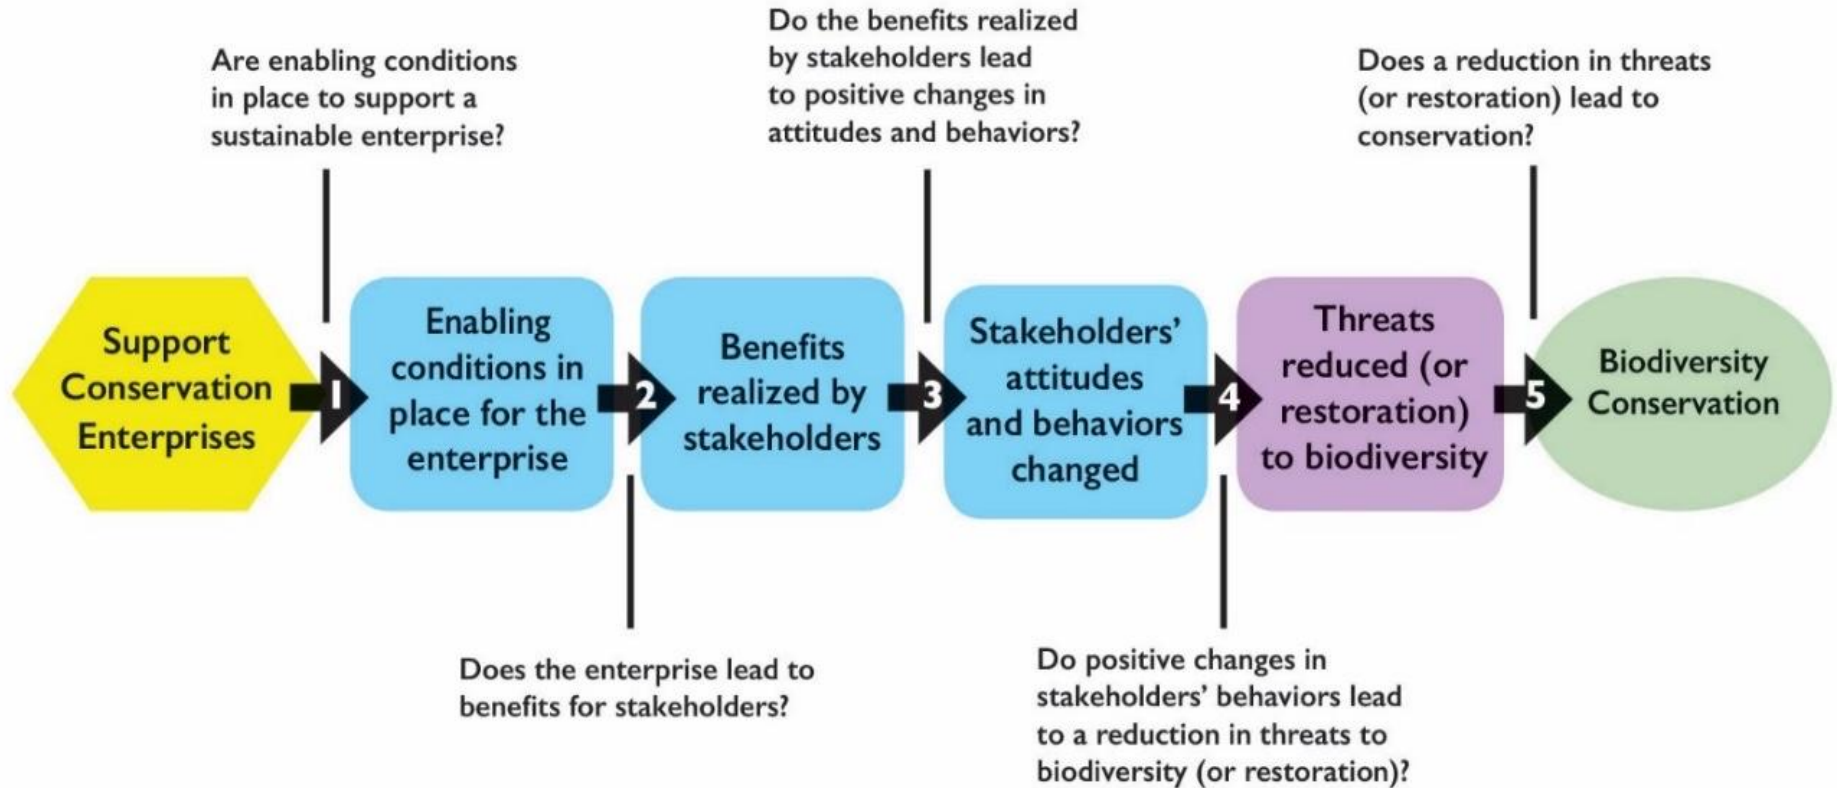 Are enabling conditions
in place to support a
sustainable enterprise?
Do the benefits realized
by stakeholders lead
to positive changes in
attitudes and behaviors?
Does a reduction in threats
(or restoration) lead to
conservation?
Support
Conservation
Enterprises
1
Enabling
conditions in
place for the
enterprise
2
Benefits
realized by
stakeholders
3
Stakeholders’
attitudes
and behaviors
changed
4
Threats
reduced (or
restoration)
to biodiversity
5
Biodiversity
Conservation
Does the enterprise lead to
benefits for stakeholders?
Do positive changes in
stakeholders’ behaviors lead
to a reduction in threats to
biodiversity (or restoration)?